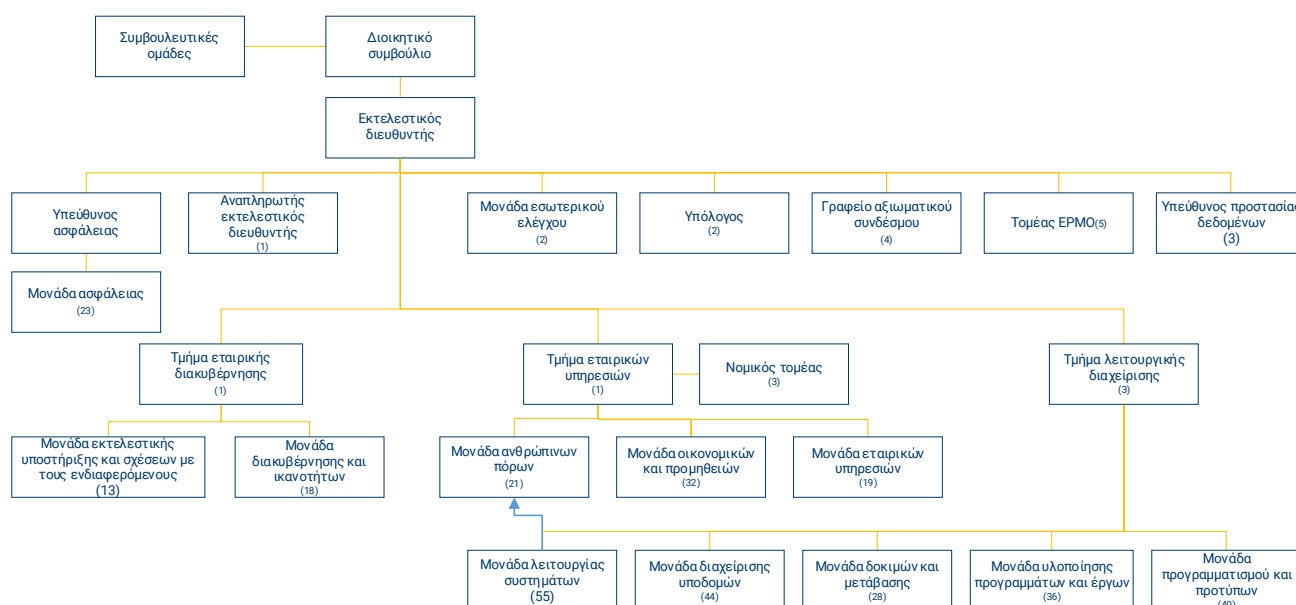 Συμβουλευτικές
ομάδες
Διοικητικό
συμβούλιο
Εκτελεστικός
διευθυντής
Υπεύθυνος
ασφάλειας
Αναπληρωτής
εκτελεστικός
διευθυντής
(1)
Μονάδα εσωτερικού
ελέγχου
(2)
Υπόλογος
(2)
Γραφείο αξιωματικού
συνδέσμου
(4)
Τομέας EPMO(5)
Υπεύθυνος προστασίας
δεδομένων
(3)
Μονάδα ασφάλειας
(23)
Τμήμα εταιρικής
διακυβέρνησης
(1)
Τμήμα εταιρικών
υπηρεσιών
(1)
Νομικός τομέας
(3)
Τμήμα λειτουργικής
διαχείρισης
(3)
Μονάδα εκτελεστικής
υποστήριξης και σχέσεων με
τους ενδιαφερόμενους
(13)
Μονάδα
διακυβέρνησης και
ικανοτήτων
(18)
Μονάδα ανθρώπινων
πόρων
(21)
Μονάδα οικονομικών
και προμηθειών
(32)
Μονάδα εταιρικών
υπηρεσιών
(19)
Μονάδα λειτουργίας
συστημάτων
(55)
Μονάδα διαχείρισης
υποδομών
(44)
Μονάδα δοκιμών και
μετάβασης
(28)
Μονάδα υλοποίησης
προγραμμάτων και έργων
(36)
Μονάδα
προγραμματισμού και
προτύπων
(40)